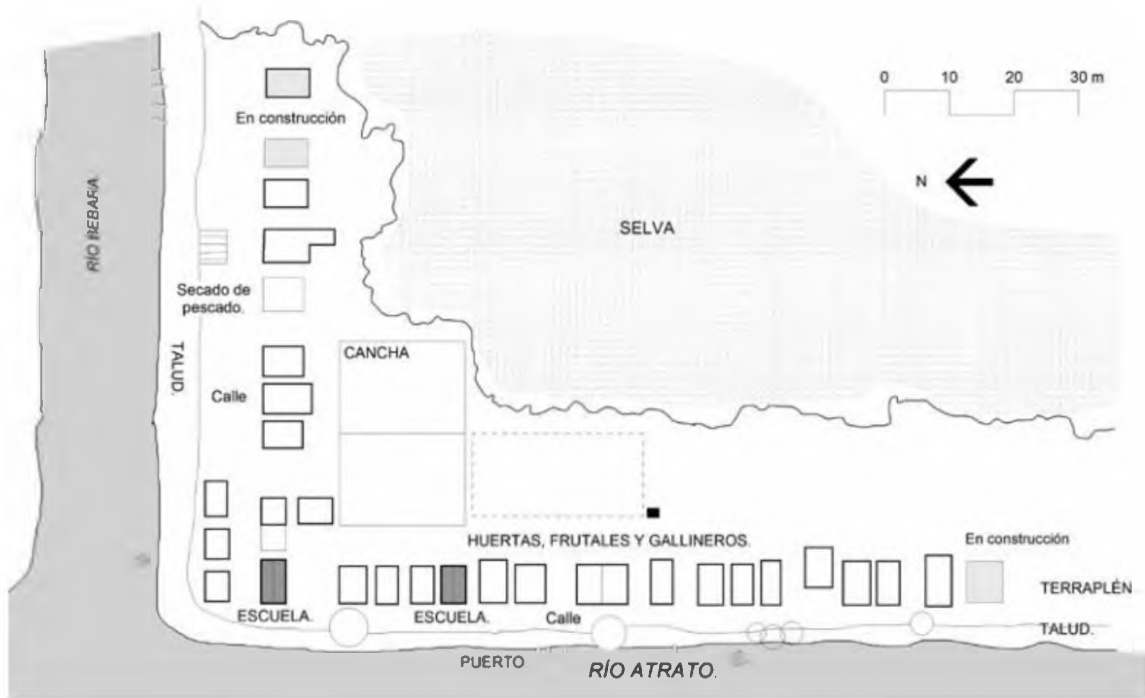 0 10 20 30 m
En construcción
N
RÍO BEBARA
SELVA
Secado de
pescado.
TALUD.
CANCHA
Calle
HUERTAS, FRUTALES Y GALLINEROS.
En construcción
TERRAPLÉN
ESCUELA.
ESCUELA.
Calle
TALUD.
PUERTO
RÍO ATRATO.